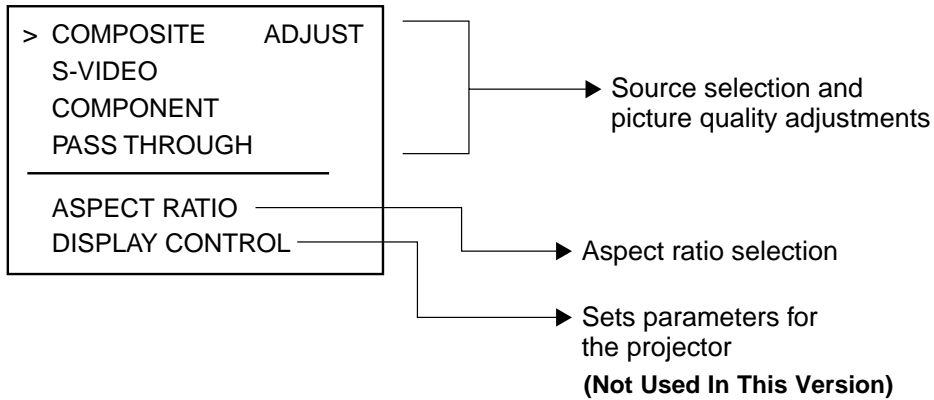 > COMPOSITE ADJUST
S-VIDEO
COMPONENT
PASS THROUGH
ASPECT RATIO
DISPLAY CONTROL
Source selection and
picture quality adjustments
Aspect ratio selection
Sets parameters for
the projector
(Not Used In This Version)